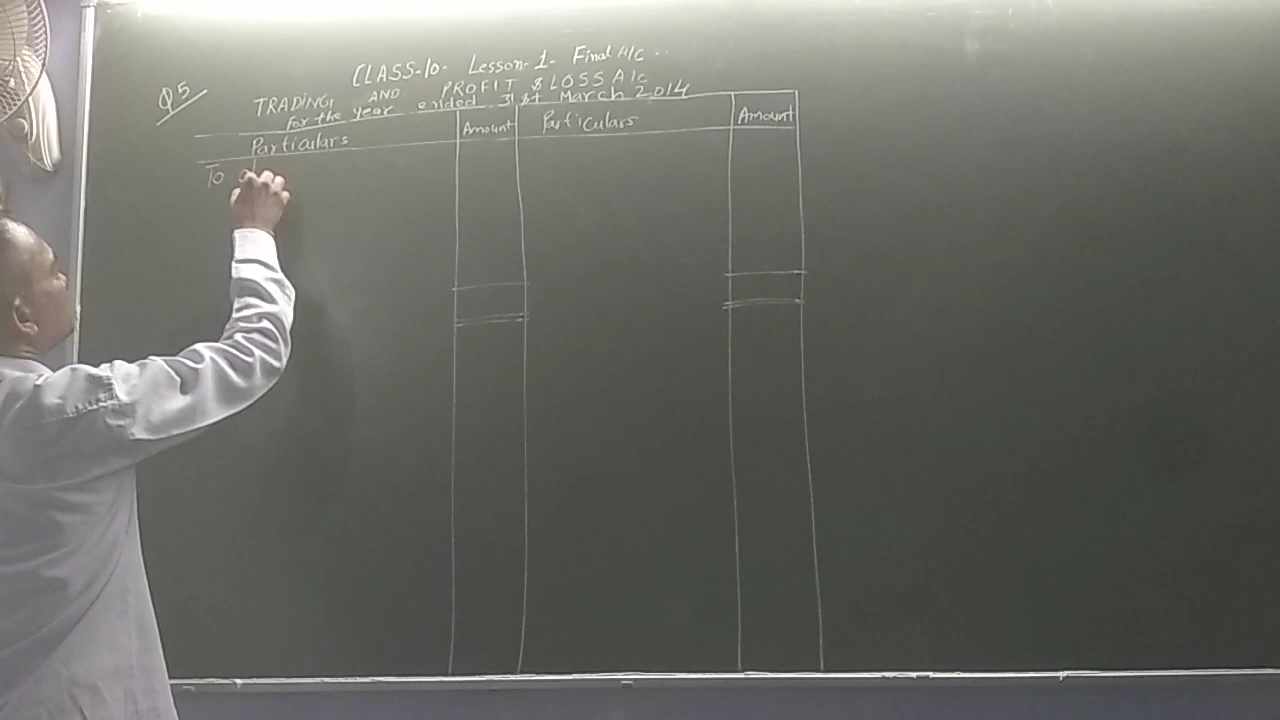 CLASS-10- Lesson-1- Final A/C ..
Q5
TRADING AND PROFIT & LOSS A/C
for the year ended 31st March 2014
Particulars Amount Particulars Amount
To